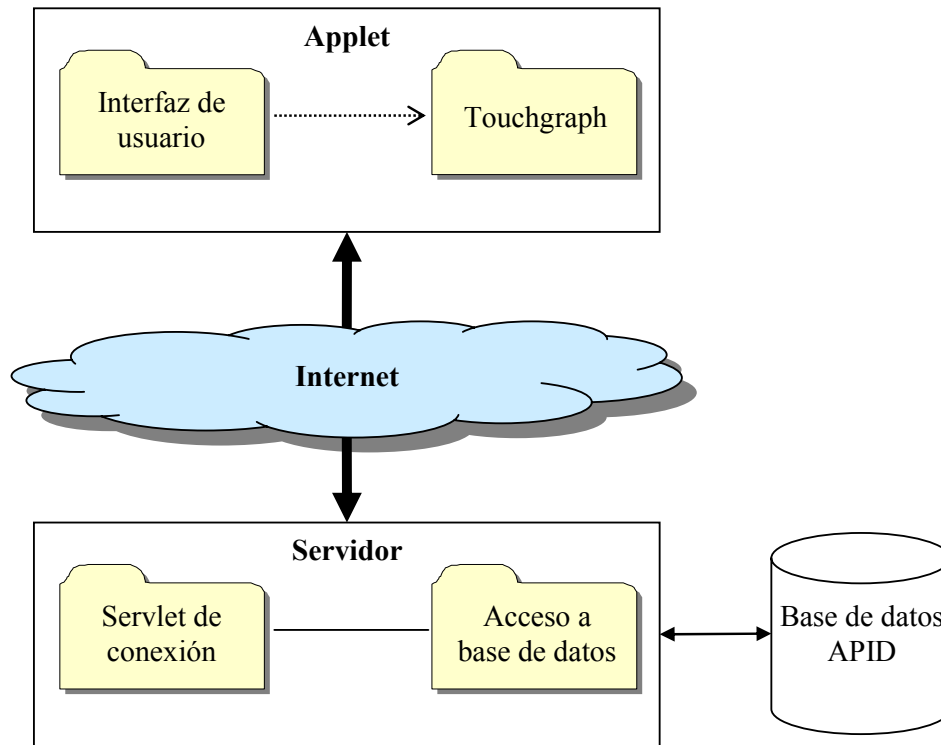 Applet
Interfaz de
usuario
Touchgraph
Internet
Servidor
Servlet de
conexión
Acceso a
base de datos
Base de datos
APID